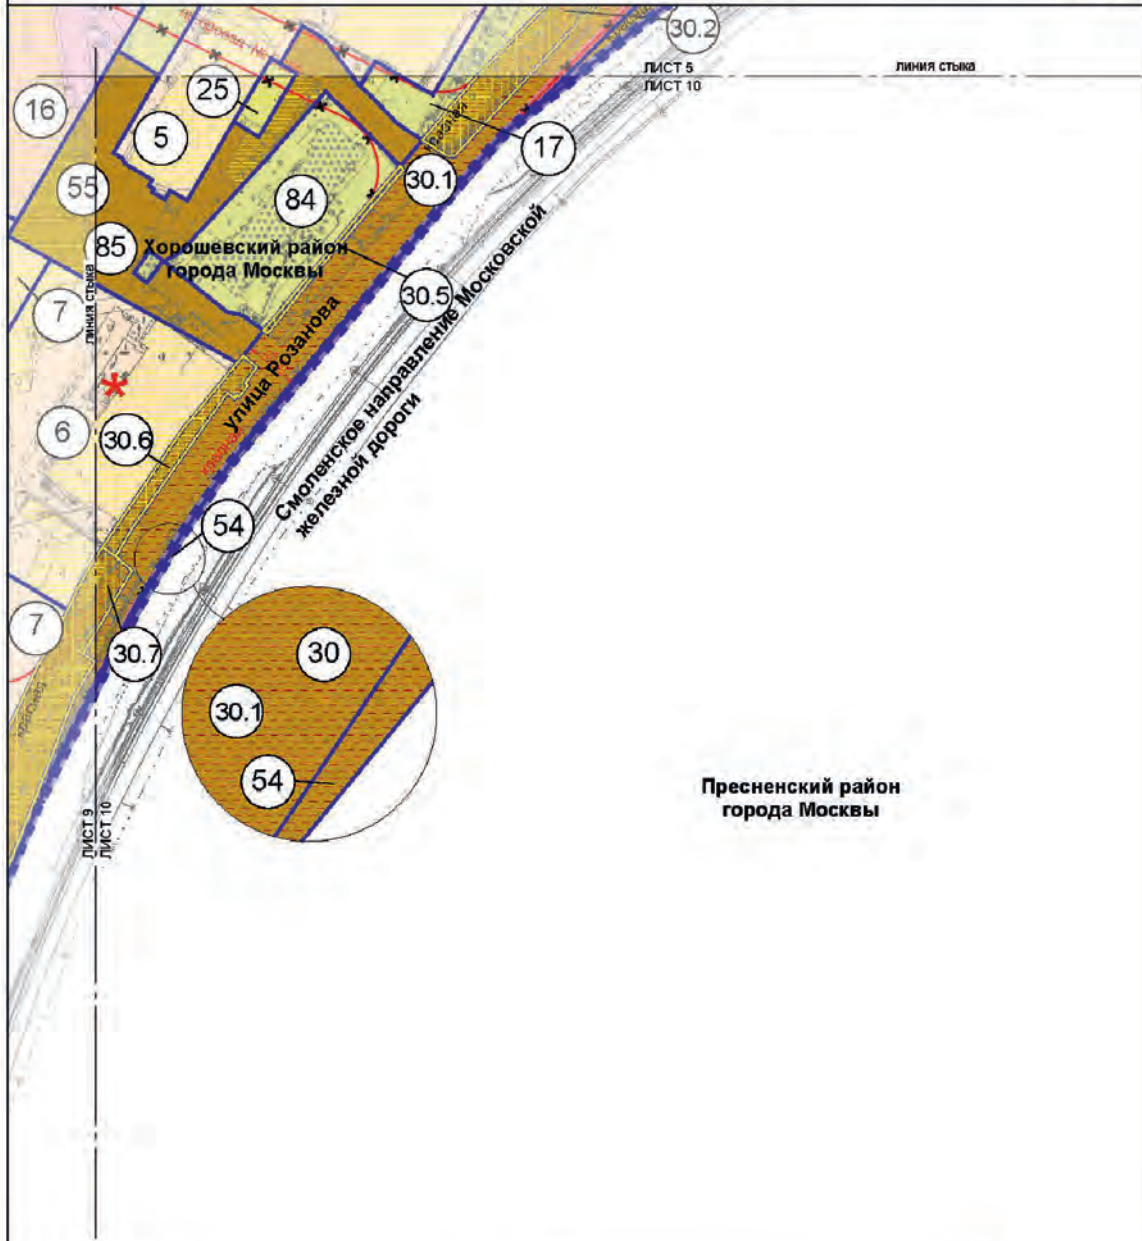 30.2
ЛИСТ 5
линия стыка
ЛИСТ 10
25
16
5
17
красная
30.1
55
84
85
Хорошевский район
города Москвы
7
линия стыка
30.5
улица Розанова
Смоленское направление Московской
железной дороги
6
30.6
красная
54
7
30.7
30
30.1
54
Пресненский район
города Москвы
ЛИСТ 9
ЛИСТ 10